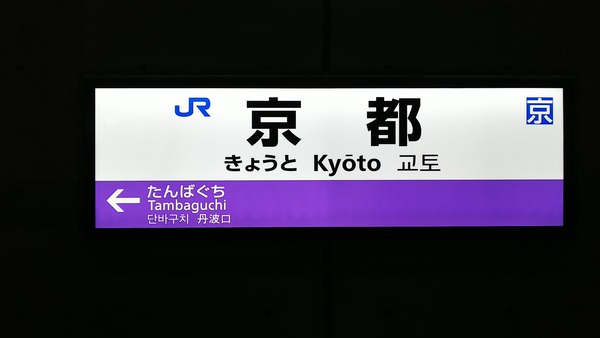 JR 京都 京
きょうと Kyōto 교토
たんばぐち
Tambaguchi
단바구치 丹波口